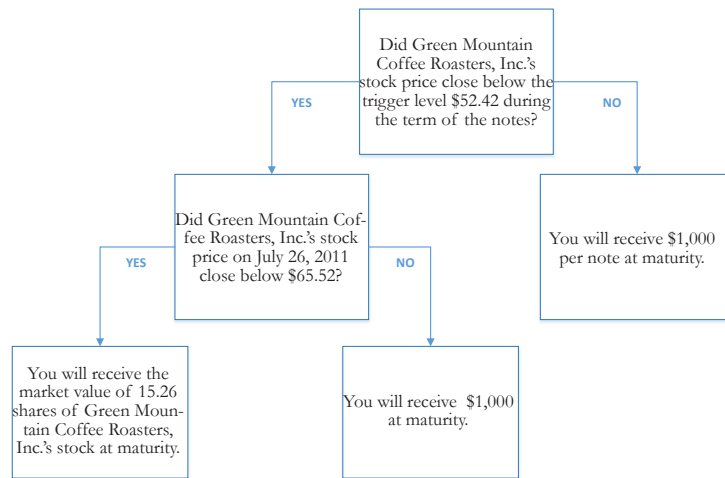 Did Green Mountain
Coffee Roasters, Inc.'s
stock price close below the
trigger level $52.42 during
the term of the notes?
YES
NO
Did Green Mountain Cof-
fee Roasters, Inc.'s stock
price on July 26, 2011
close below $65.52?
You will receive $1,000
per note at maturity.
YES
NO
You will receive the
market value of 15.26
shares of Green Moun-
tain Coffee Roasters,
Inc.'s stock at maturity.
You will receive $1,000
at maturity.